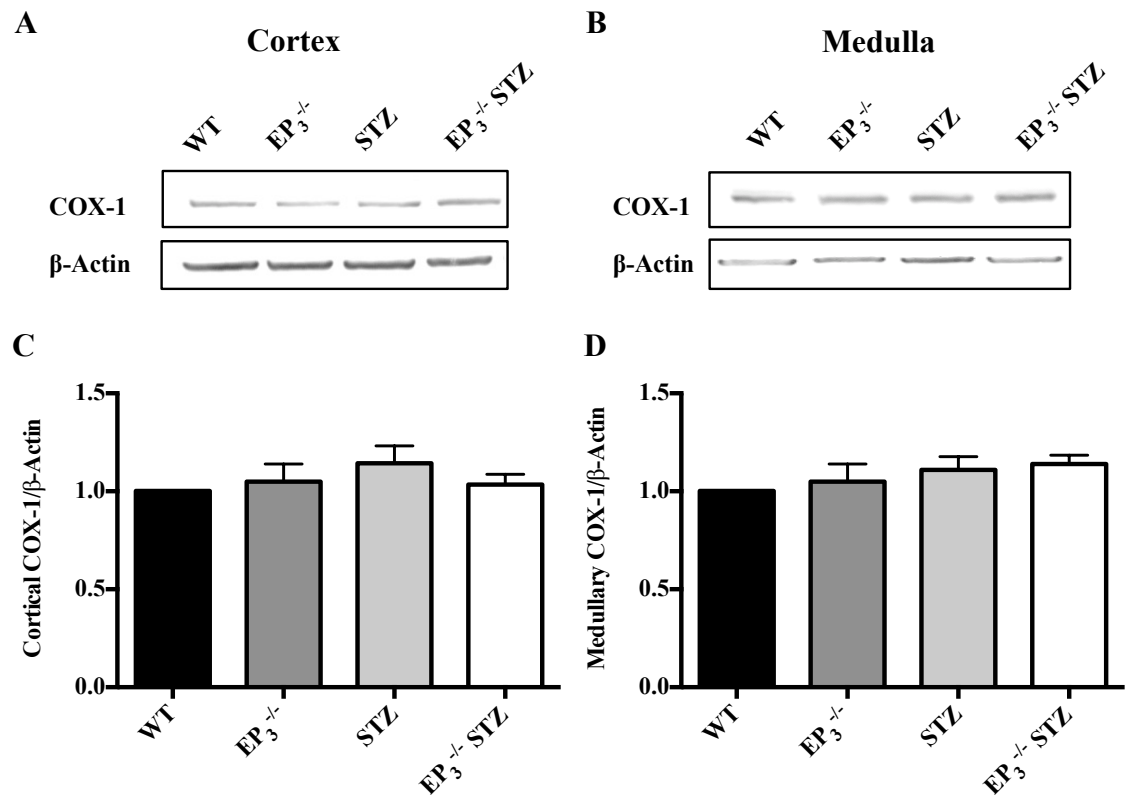 A
Cortex
WT
EP₃⁻/⁻
STZ
EP₃⁻/⁻ STZ
COX-1
β-Actin
B
Medulla
WT
EP₃⁻/⁻
STZ
EP₃⁻/⁻ STZ
COX-1
β-Actin
C
Cortical COX-1/β-Actin
1.5
1.0
0.5
0.0
WT
EP₃⁻/⁻
STZ
EP₃⁻/⁻ STZ
D
Medullary COX-1/β-Actin
1.5
1.0
0.5
0.0
WT
EP₃⁻/⁻
STZ
EP₃⁻/⁻ STZ